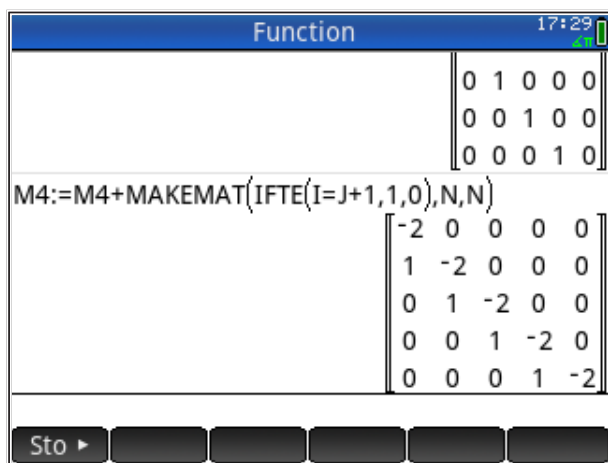 Function
17:29
∡π
0 1 0 0 0
0 0 1 0 0
0 0 0 1 0
M4:=M4+MAKEMAT(IFTE(I=J+1,1,0),N,N)
-2 0 0 0 0
1 -2 0 0 0
0 1 -2 0 0
0 0 1 -2 0
0 0 0 1 -2
Sto ▸